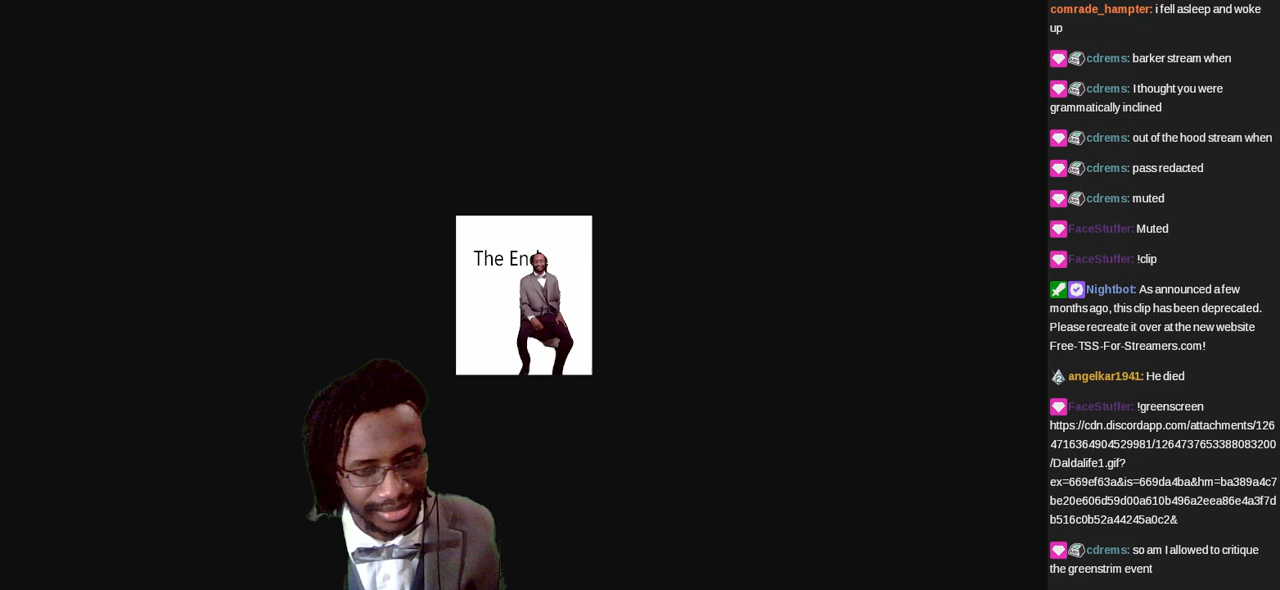 The End
comrade_hampter: i fell asleep and woke
up
cdrems: barker stream when
cdrems: I thought you were
grammatically inclined
cdrems: out of the hood stream when
cdrems: pass redacted
cdrems: muted
FaceStuffer: Muted
FaceStuffer: !clip
Nightbot: As announced a few
months ago, this clip has been deprecated.
Please recreate it over at the new website
Free-TSS-For-Streamers.com!
2 angelkar1941: He died
FaceStuffer: !greenscreen
https://cdn.discordapp.com/attachments/126
4716364904529981/1264737653388083200
/Daldalife1.gif?
ex=669ef63a&is=669da4ba&hm=ba389a4c7
be20e606d59d00a610b496a2eea86e4a3f7d
b516c0b52a44245a0c2&
cdrems: so am I allowed to critique
the greenstrim event